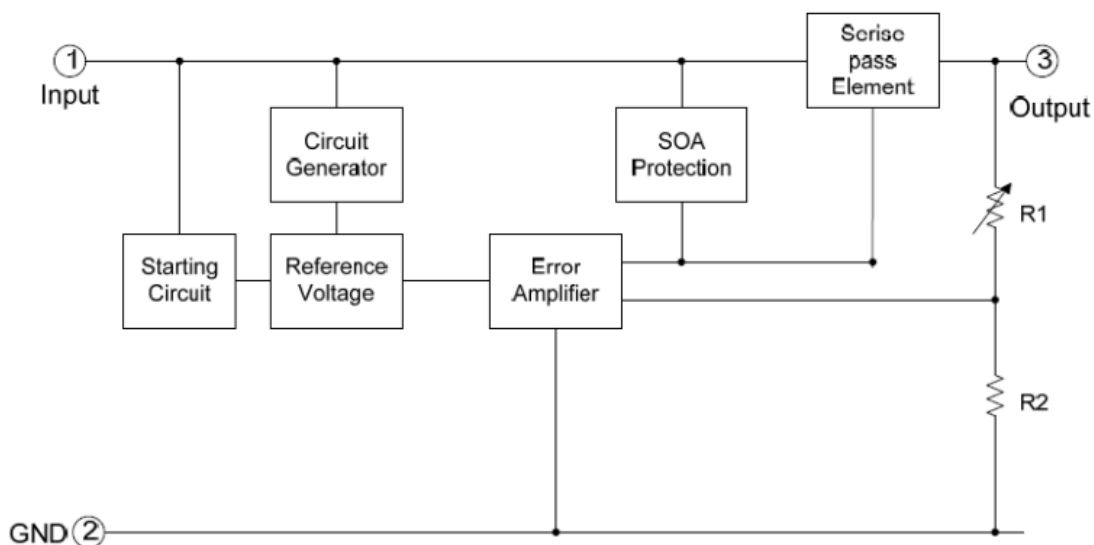 1
Input
Serise
pass
Element
3
Output
Circuit
Generator
SOA
Protection
R1
Starting
Circuit
Reference
Voltage
Error
Amplifier
R2
GND 2